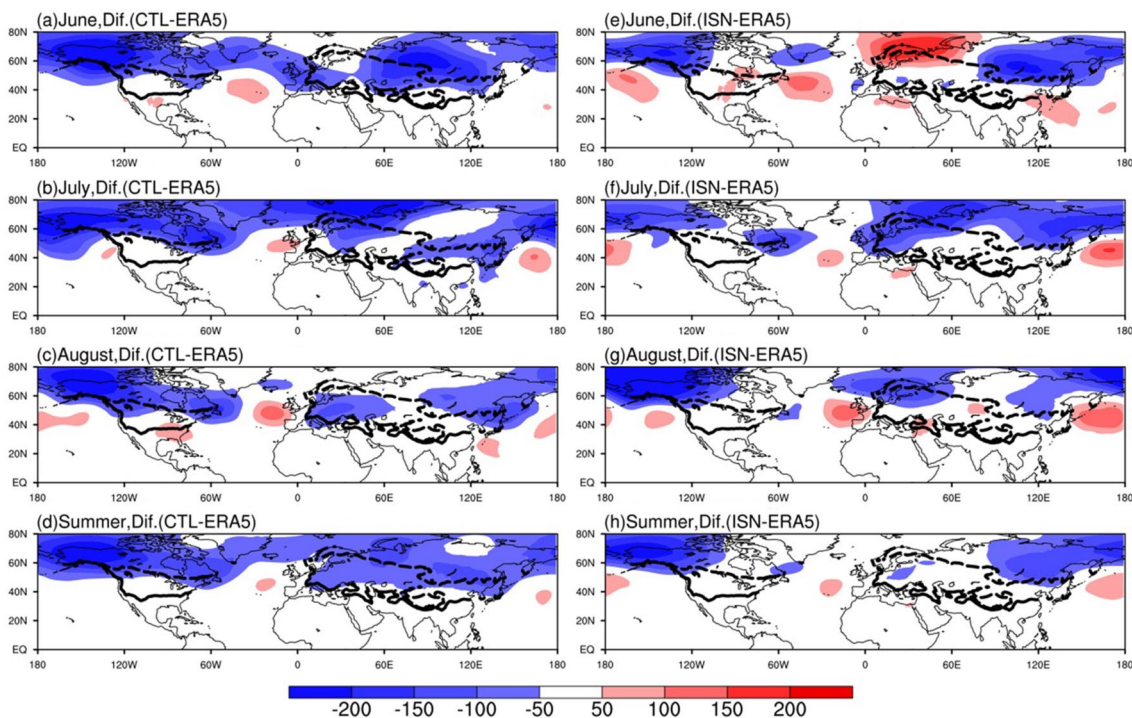 (a)June,Dif.(CTL-ERA5)
80N
60N
40N
20N
EQ
180 120W 60W 0 60E 120E 180
(e)June,Dif.(ISN-ERA5)
80N
60N
40N
20N
EQ
180 120W 60W 0 60E 120E 180
(b)July,Dif.(CTL-ERA5)
80N
60N
40N
20N
EQ
180 120W 60W 0 60E 120E 180
(f)July,Dif.(ISN-ERA5)
80N
60N
40N
20N
EQ
180 120W 60W 0 60E 120E 180
(c)August,Dif.(CTL-ERA5)
80N
60N
40N
20N
EQ
180 120W 60W 0 60E 120E 180
(g)August,Dif.(ISN-ERA5)
80N
60N
40N
20N
EQ
180 120W 60W 0 60E 120E 180
(d)Summer,Dif.(CTL-ERA5)
80N
60N
40N
20N
EQ
180 120W 60W 0 60E 120E 180
(h)Summer,Dif.(ISN-ERA5)
80N
60N
40N
20N
EQ
180 120W 60W 0 60E 120E 180
-200 -150 -100 -50 50 100 150 200